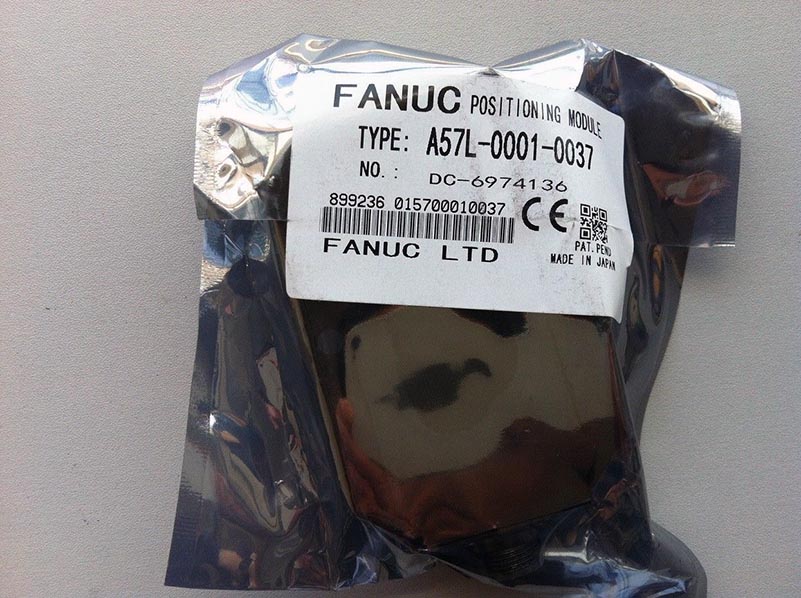 FANUC POSITIONING MODULE
TYPE: A57L-0001-0037
NO.: DC-6974136
899236 015700010037
CE
FANUC LTD
PAT. PEND
MADE IN JAPAN